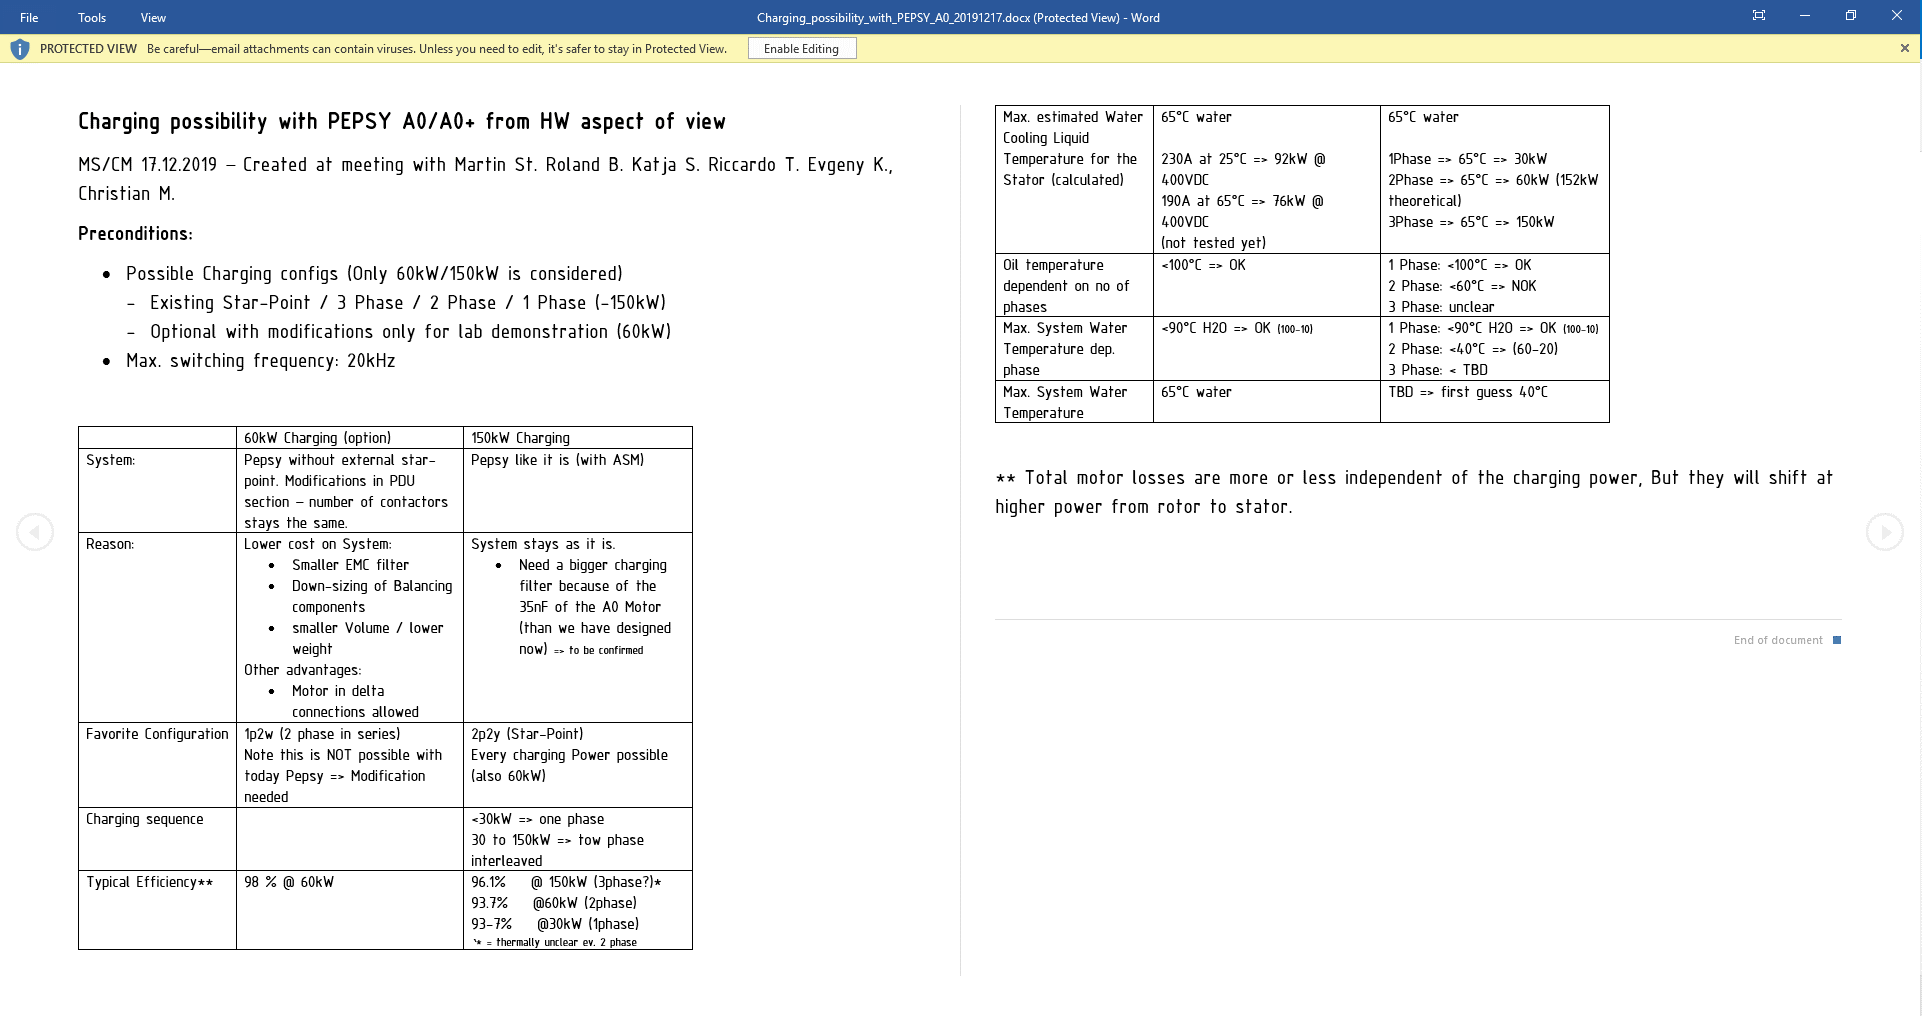 File Tools View Charging_possibility_with_PEPSY_A0_20191217.docx (Protected View) - Word
PROTECTED VIEW Be careful—email attachments can contain viruses. Unless you need to edit, it's safer to stay in Protected View. Enable Editing
Charging possibility with PEPSY A0/A0+ from HW aspect of view
MS/CM 17.12.2019 – Created at meeting with Martin St. Roland B. Katja S. Riccardo T. Evgeny K.,
Christian M.
Preconditions:
• Possible Charging configs (Only 60kW/150kW is considered)
- Existing Star-Point / 3 Phase / 2 Phase / 1 Phase (-150kW)
- Optional with modifications only for lab demonstration (60kW)
• Max. switching frequency: 20kHz
60kW Charging (option)
150kW Charging
System:
Pepsy without external star-
point. Modifications in PDU
section – number of contactors
stays the same.
Pepsy like it is (with ASM)
Reason:
Lower cost on System:
• Smaller EMC filter
• Down-sizing of Balancing
components
• smaller Volume / lower
weight
Other advantages:
• Motor in delta
connections allowed
System stays as it is.
• Need a bigger charging
filter because of the
35nF of the A0 Motor
(than we have designed
now) => to be confirmed
Favorite Configuration
1p2w (2 phase in series)
Note this is NOT possible with
today Pepsy => Modification
needed
2p2y (Star-Point)
Every charging Power possible
(also 60kW)
Charging sequence
<30kW => one phase
30 to 150kW => tow phase
interleaved
Typical Efficiency**
98 % @ 60kW
96.1% @ 150kW (3phase?)*
93.7% @60kW (2phase)
93-7% @30kW (1phase)
'* = thermally unclear ev. 2 phase
Max. estimated Water
Cooling Liquid
Temperature for the
Stator (calculated)
65°C water
230A at 25°C => 92kW @
400VDC
190A at 65°C => 76kW @
400VDC
(not tested yet)
65°C water
1Phase => 65°C => 30kW
2Phase => 65°C => 60kW (152kW
theoretical)
3Phase => 65°C => 150kW
Oil temperature
dependent on no of
phases
<100°C => OK
1 Phase: <100°C => OK
2 Phase: <60°C => NOK
3 Phase: unclear
Max. System Water
Temperature dep.
phase
<90°C H2O => OK (100-10)
1 Phase: <90°C H2O => OK (100-10)
2 Phase: <40°C => (60-20)
3 Phase: < TBD
Max. System Water
Temperature
65°C water
TBD => first guess 40°C
** Total motor losses are more or less independent of the charging power, But they will shift at
higher power from rotor to stator.
End of document